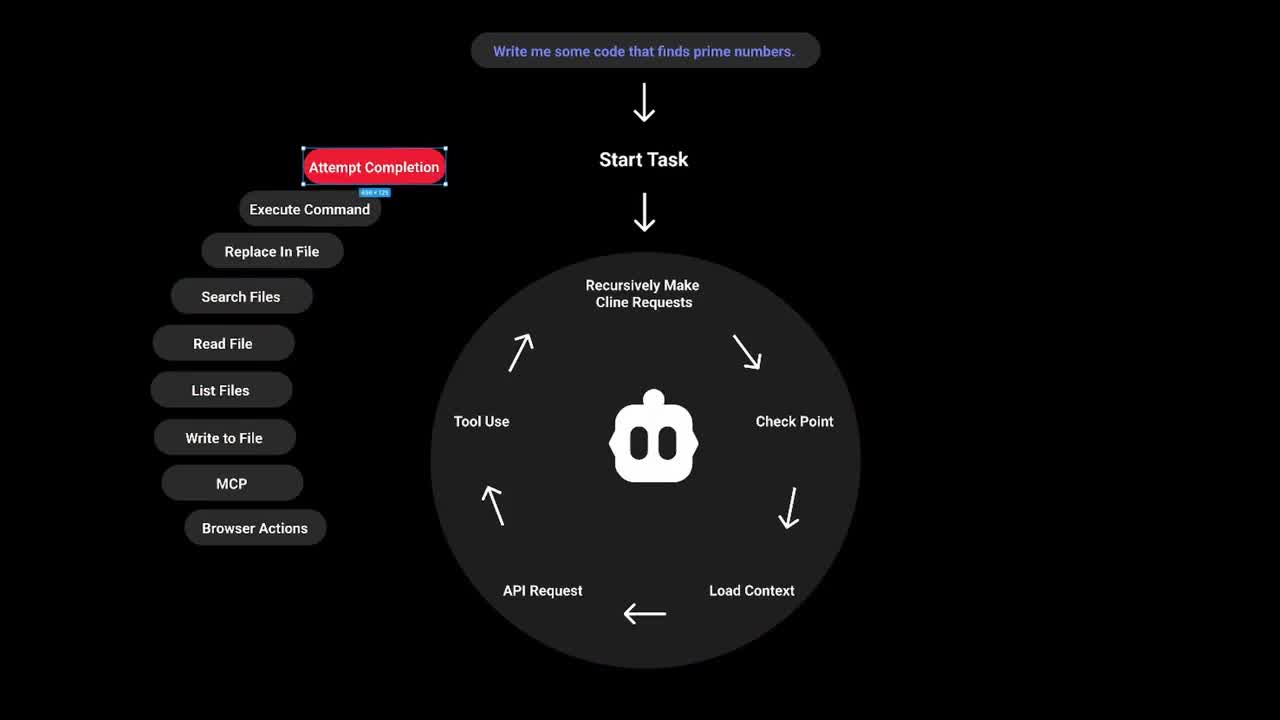 Write me some code that finds prime numbers.
Start Task
Attempt Completion
Execute Command
Replace In File
Search Files
Read File
List Files
Write to File
MCP
Browser Actions
Recursively Make
Cline Requests
Check Point
Load Context
API Request
Tool Use